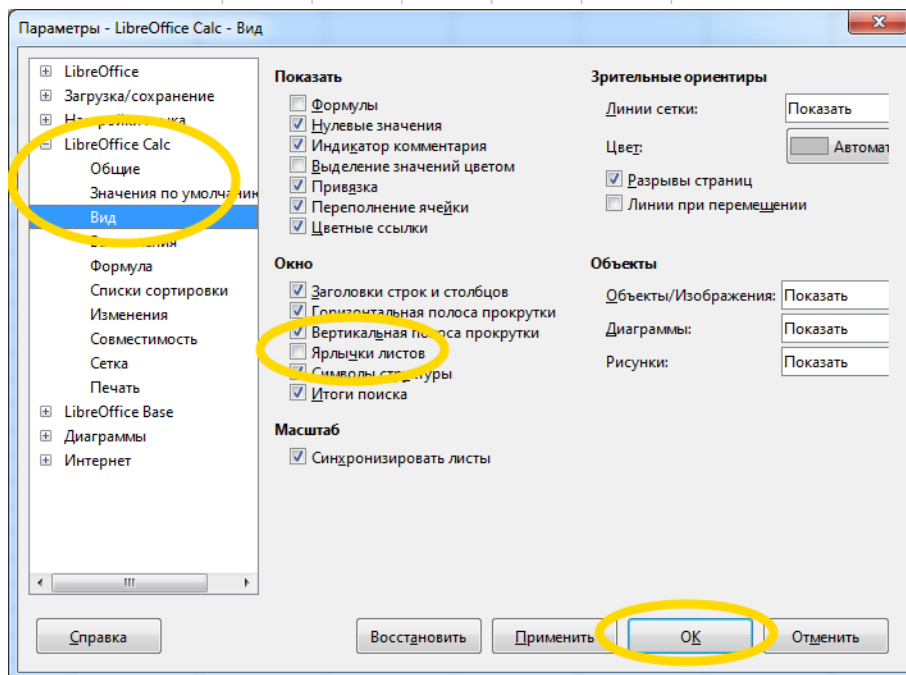 Параметры - LibreOffice Calc - Вид
LibreOffice
Загрузка/сохранение
LibreOffice Calc
Общие
Значения по умолчанию
Вид
Формула
Списки сортировки
Изменения
Совместимость
Сетка
Печать
LibreOffice Base
Диаграммы
Интернет
Показать
Формулы
Нулевые значения
Индикатор комментария
Выделение значений цветом
Привязка
Переполнение ячейки
Цветные ссылки
Окно
Заголовки строк и столбцов
Горизонтальная полоса прокрутки
Вертикальная полоса прокрутки
Ярлычки листов
Символы структуры
Итоги поиска
Масштаб
Синхронизировать листы
Зрительные ориентиры
Линии сетки: Показать
Цвет: Автомат
Разрывы страниц
Линии при перемещении
Объекты
Объекты/Изображения: Показать
Диаграммы: Показать
Рисунки: Показать
Справка Восстановить Применить OK Отменить